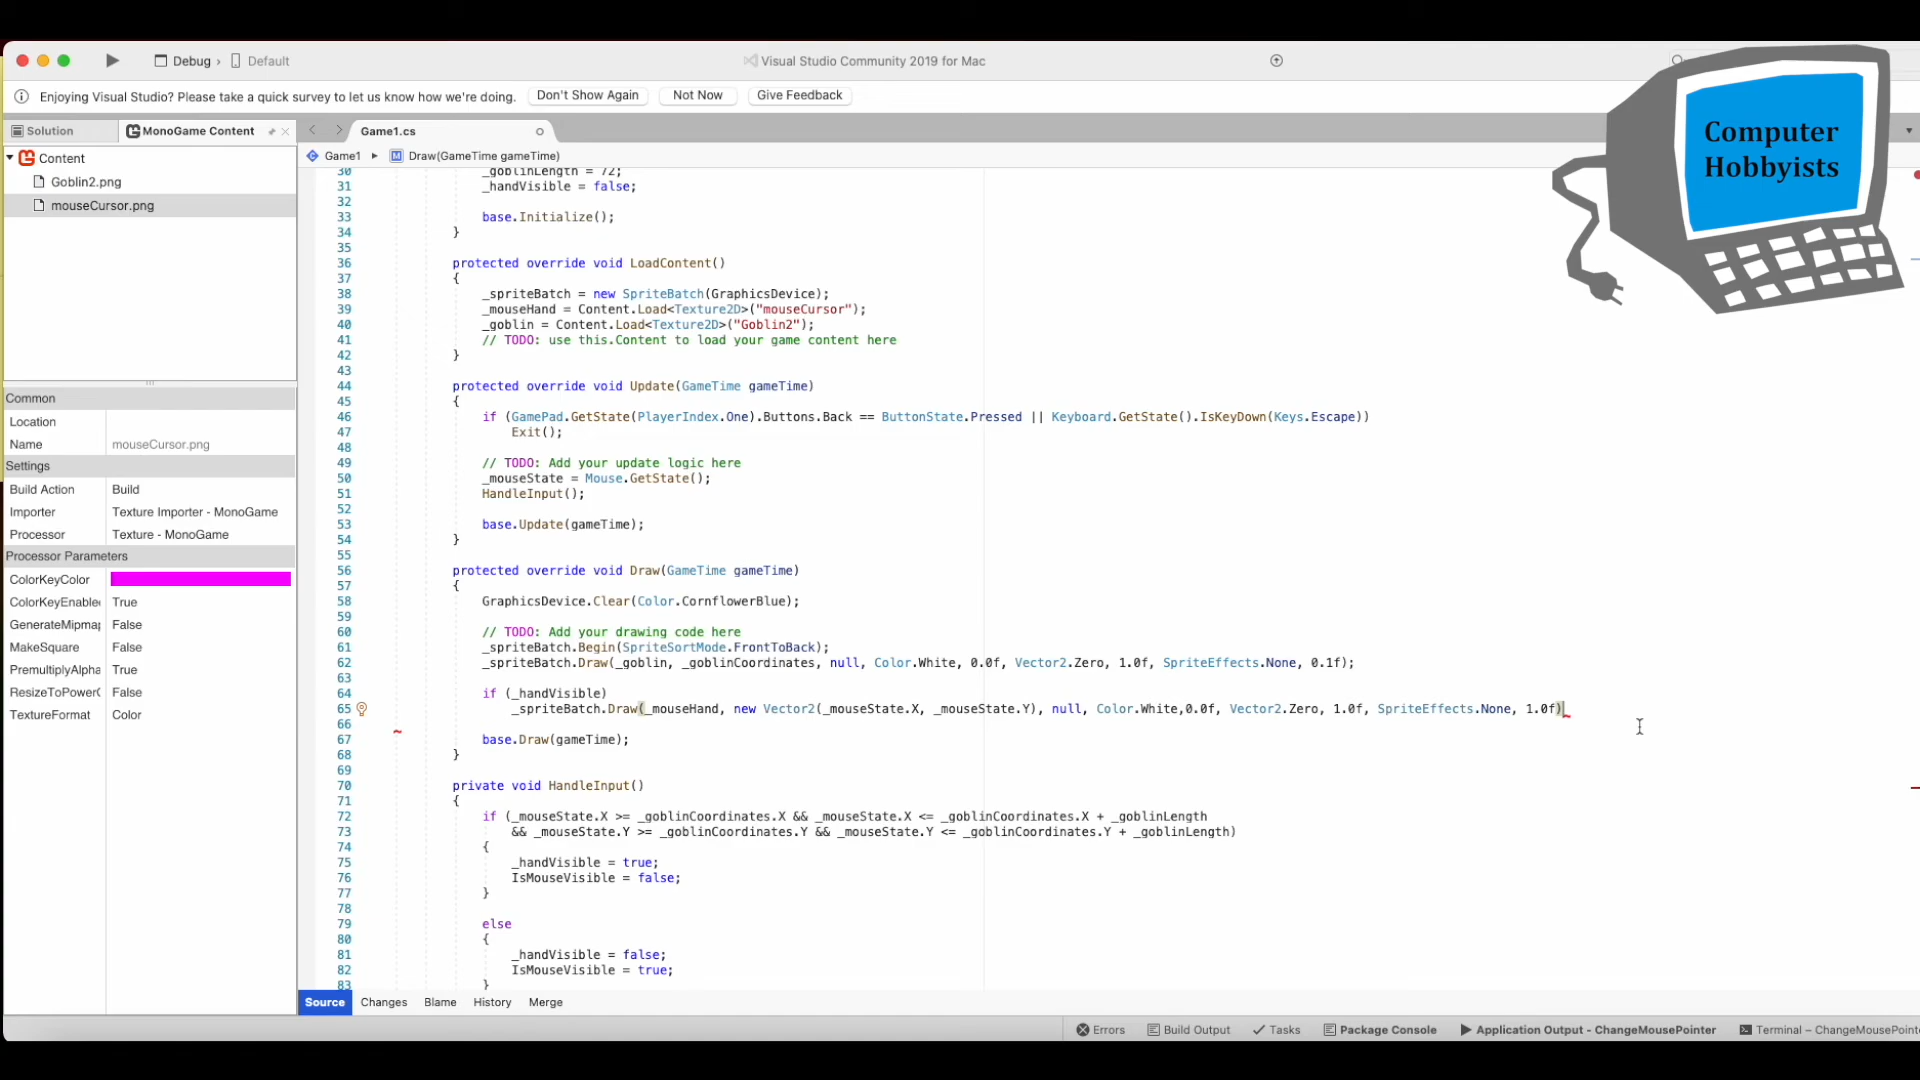 Debug › Default
Visual Studio Community 2019 for Mac
Enjoying Visual Studio? Please take a quick survey to let us know how we're doing. Don't Show Again Not Now Give Feedback
Computer
Hobbyists
Solution MonoGame Content Game1.cs
Game1 Draw(GameTime gameTime)
Content
Goblin2.png
mouseCursor.png
Common
Location
Name mouseCursor.png
Settings
Build Action Build
Importer Texture Importer - MonoGame
Processor Texture - MonoGame
Processor Parameters
ColorKeyColor
ColorKeyEnable True
GenerateMipma False
MakeSquare False
PremultiplyAlpha True
ResizeToPower False
TextureFormat Color
30 _goblinLength = 72;
31 _handVisible = false;
32
33 base.Initialize();
34 }
35
36 protected override void LoadContent()
37 {
38 _spriteBatch = new SpriteBatch(GraphicsDevice);
39 _mouseHand = Content.Load<Texture2D>("mouseCursor");
40 _goblin = Content.Load<Texture2D>("Goblin2");
41 // TODO: use this.Content to load your game content here
42 }
43
44 protected override void Update(GameTime gameTime)
45 {
46 if (GamePad.GetState(PlayerIndex.One).Buttons.Back == ButtonState.Pressed || Keyboard.GetState().IsKeyDown(Keys.Escape))
47 Exit();
48
49 // TODO: Add your update logic here
50 _mouseState = Mouse.GetState();
51 HandleInput();
52
53 base.Update(gameTime);
54 }
55
56 protected override void Draw(GameTime gameTime)
57 {
58 GraphicsDevice.Clear(Color.CornflowerBlue);
59
60 // TODO: Add your drawing code here
61 _spriteBatch.Begin(SpriteSortMode.FrontToBack);
62 _spriteBatch.Draw(_goblin, _goblinCoordinates, null, Color.White, 0.0f, Vector2.Zero, 1.0f, SpriteEffects.None, 0.1f);
63
64 if (_handVisible)
65 _spriteBatch.Draw(_mouseHand, new Vector2(_mouseState.X, _mouseState.Y), null, Color.White,0.0f, Vector2.Zero, 1.0f, SpriteEffects.None, 1.0f)
66
67 base.Draw(gameTime);
68 }
69
70 private void HandleInput()
71 {
72 if (_mouseState.X >= _goblinCoordinates.X && _mouseState.X <= _goblinCoordinates.X + _goblinLength
73 && _mouseState.Y >= _goblinCoordinates.Y && _mouseState.Y <= _goblinCoordinates.Y + _goblinLength)
74 {
75 _handVisible = true;
76 IsMouseVisible = false;
77 }
78
79 else
80 {
81 _handVisible = false;
82 IsMouseVisible = true;
83 }
Source Changes Blame History Merge
Errors Build Output Tasks Package Console Application Output - ChangeMousePointer Terminal – ChangeMousePointe